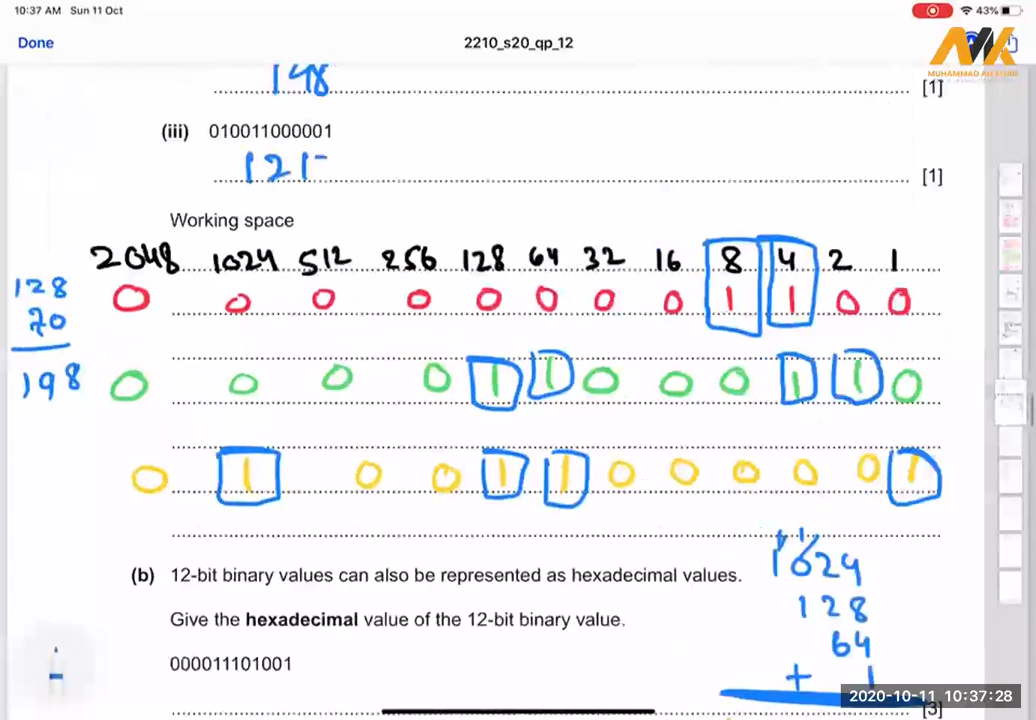 10:37 AM Sun 11 Oct
43%
Done
2210_s20_qp_12
MUHAMMAD ALI
148
[1]
(iii) 010011000001
121
[1]
Working space
2048 1024 512 256 128 64 32 16 8 4 2 1
128
70
198
0 0 0 0 0 0 0 0 1 1 0 0
0 0 0 0 1 1 0 0 0 1 1 0
0 1 0 0 1 1 0 0 0 0 0 1
(b) 12-bit binary values can also be represented as hexadecimal values.
Give the hexadecimal value of the 12-bit binary value.
000011101001
1 1
1024
128
64
+ 1
2020-10-11 10:37:28
[3]